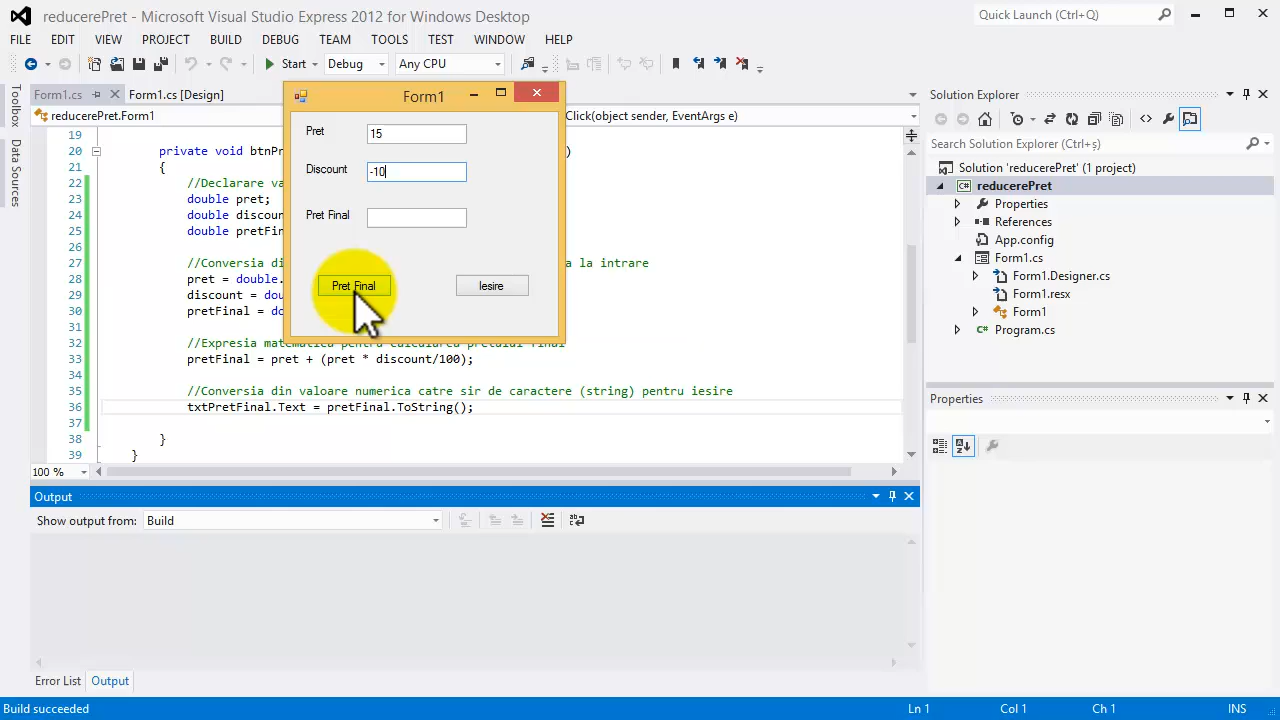 reducerePret - Microsoft Visual Studio Express 2012 for Windows Desktop
Quick Launch (Ctrl+Q)
FILE EDIT VIEW PROJECT BUILD DEBUG TEAM TOOLS TEST WINDOW HELP
Start Debug Any CPU
Toolbox
Data Sources
Form1.cs Form1.cs [Design]
reducerePret.Form1
Click(object sender, EventArgs e)
19
20 private void )
21 {
22 //Declarare
23 double pret;
24 double
25 double
26
27 //Conversia la intrare
28 pret = double.
29 discount =
30 pretFinal =
31
32 //Expresia matematica pentru calcularea pretului final
33 pretFinal = pret + (pret * discount/100);
34
35 //Conversia din valoare numerica catre sir de caractere (string) pentru iesire
36 txtPretFinal.Text = pretFinal.ToString();
37
38 }
39 }
100 %
Form1
Pret 15
Discount -10
Pret Final
Pret Final Iesire
Output
Show output from: Build
Error List Output
Solution Explorer
Search Solution Explorer (Ctrl+ş)
Solution 'reducerePret' (1 project)
reducerePret
Properties
References
App.config
Form1.cs
Form1.Designer.cs
Form1.resx
Form1
Program.cs
Properties
Build succeeded Ln 1 Col 1 Ch 1 INS